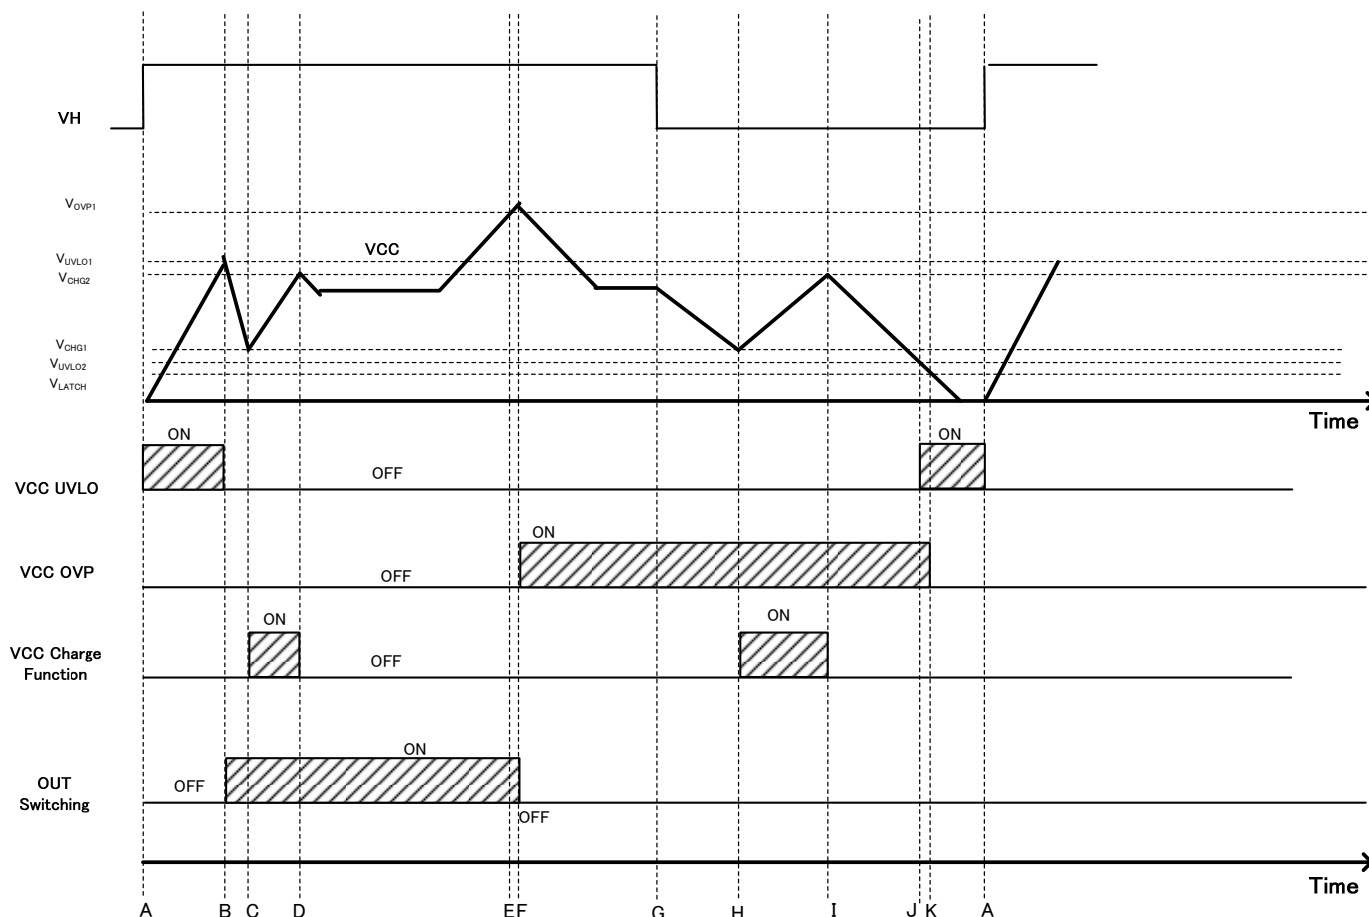 VH
VOVP1
VCC
VUVLO1
VCHG2
VCHG1
VUVLO2
VLATCH
Time
ON
ON
OFF
VCC UVLO
ON
VCC OVP
OFF
ON
ON
VCC Charge
Function
OFF
ON
OUT
Switching
OFF
OFF
Time
A B C D E F G H I J K A